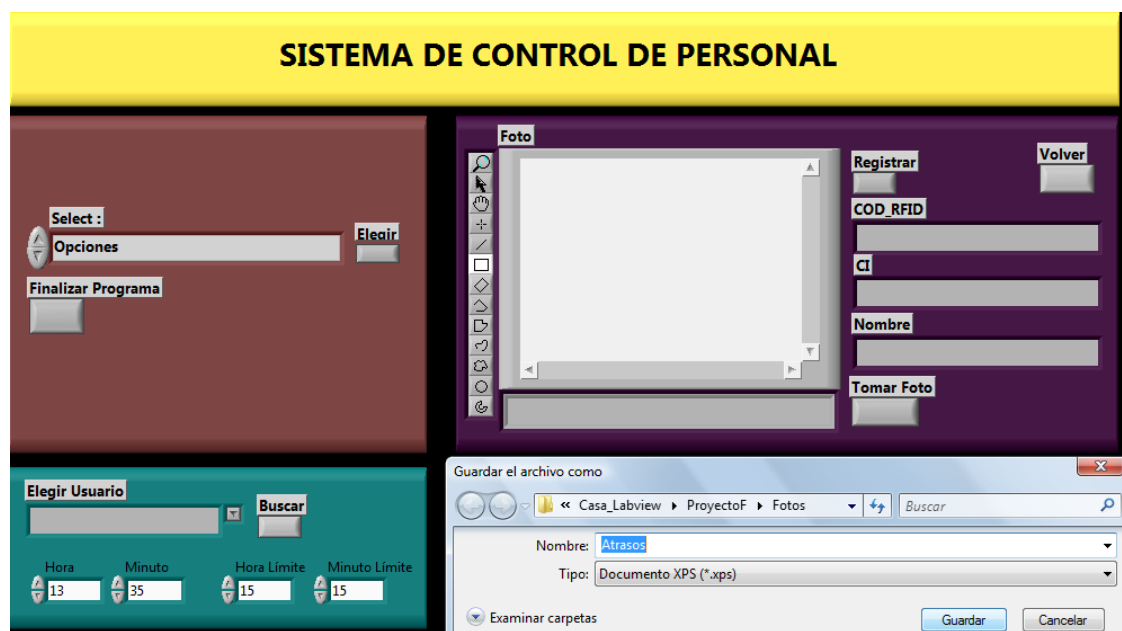 SISTEMA DE CONTROL DE PERSONAL
Select :
Opciones
Elegir
Finalizar Programa
Foto
Registrar
Volver
COD_RFID
CI
Nombre
Tomar Foto
Elegir Usuario
Buscar
Hora Minuto Hora Límite Minuto Límite
13 35 15 15
Guardar el archivo como
« Casa_Labview ProyectoF Fotos
Buscar
Nombre: Atrasos
Tipo: Documento XPS (*.xps)
Examinar carpetas
Guardar Cancelar